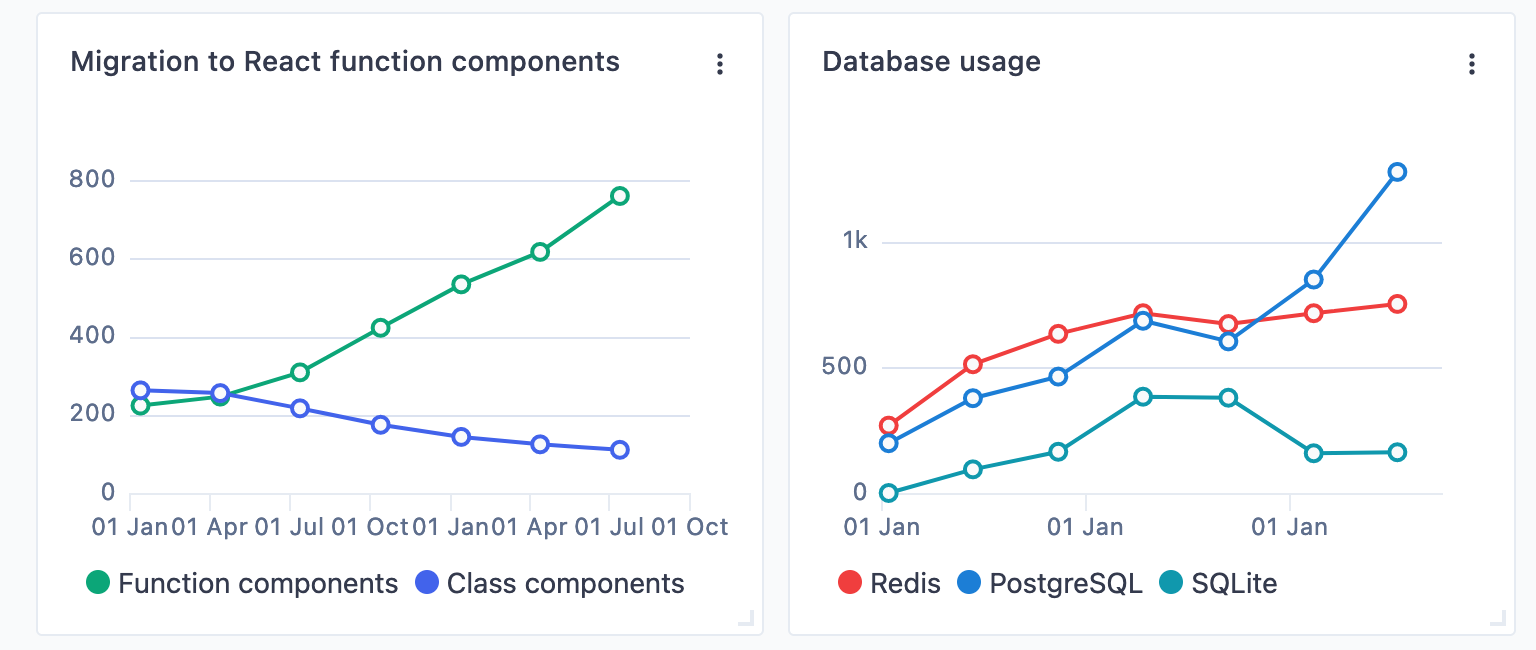 Migration to React function components
800
600
400
200
0
01 Jan 01 Apr 01 Jul 01 Oct 01 Jan 01 Apr 01 Jul 01 Oct
Function components Class components
Database usage
1k
500
0
01 Jan 01 Jan 01 Jan
Redis PostgreSQL SQLite